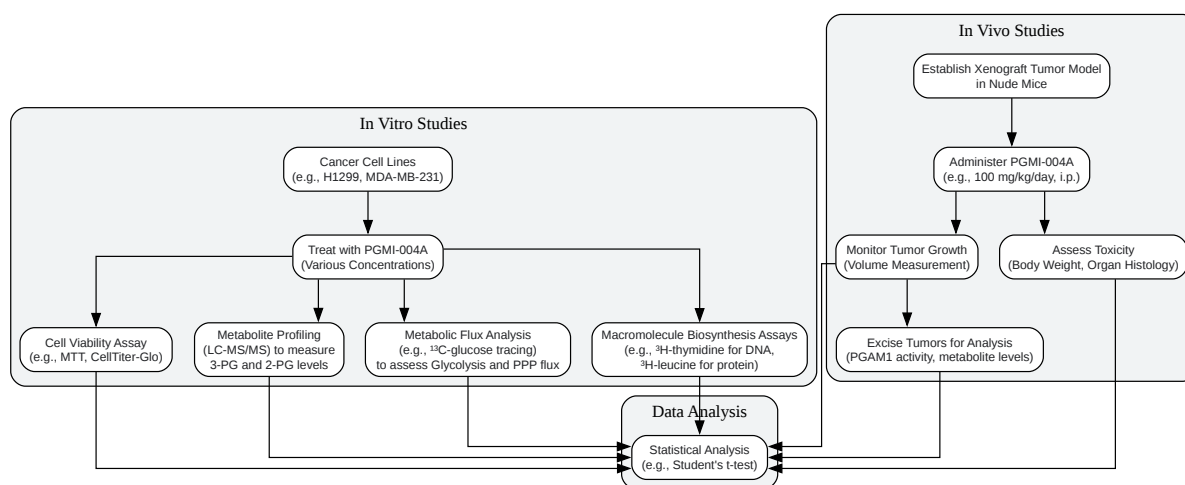 In Vivo Studies
Establish Xenograft Tumor Model
in Nude Mice
Administer PGMI-004A
(e.g., 100 mg/kg/day, i.p.)
Monitor Tumor Growth
(Volume Measurement)
Assess Toxicity
(Body Weight, Organ Histology)
Excise Tumors for Analysis
(PGAM1 activity, metabolite levels)
In Vitro Studies
Cancer Cell Lines
(e.g., H1299, MDA-MB-231)
Treat with PGMI-004A
(Various Concentrations)
Cell Viability Assay
(e.g., MTT, CellTiter-Glo)
Metabolite Profiling
(LC-MS/MS) to measure
3-PG and 2-PG levels
Metabolic Flux Analysis
(e.g., ¹³C-glucose tracing)
to assess Glycolysis and PPP flux
Macromolecule Biosynthesis Assays
(e.g., ³H-thymidine for DNA,
³H-leucine for protein)
Data Analysis
Statistical Analysis
(e.g., Student's t-test)